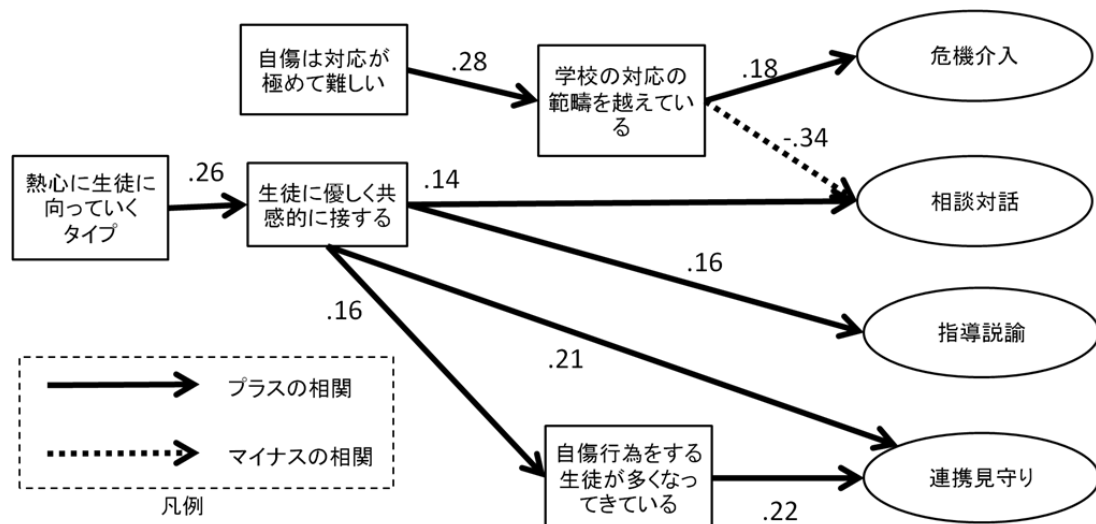 自傷は対応が
極めて難しい
.28
学校の対応の
範疇を越えてい
る
.18
危機介入
-.34
熱心に生徒に
向っていく
タイプ
.26
生徒に優しく共
感的に接する
.14
相談対話
.16
指導説諭
.16
.21
自傷行為をする
生徒が多くなっ
てきている
.22
連携見守り
プラスの相関
マイナスの相関
凡例